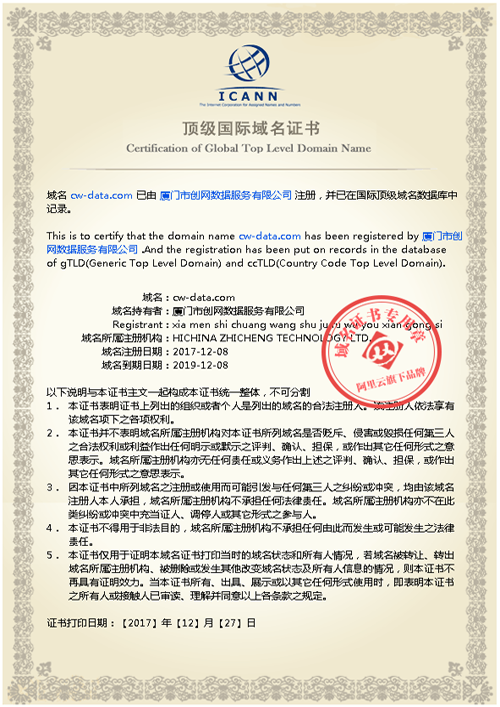 ICANN
The Internet Corporation for Assigned Names and Numbers
顶级国际域名证书
Certification of Global Top Level Domain Name
域名 cw-data.com 已由 厦门市创网数据服务有限公司 注册，并已在国际顶级域名数据库中
记录。
This is to certify that the domain name cw-data.com has been registered by 厦门市创
网数据服务有限公司 .And the registration has been put on records in the database
of gTLD(Generic Top Level Domain) and ccTLD(Country Code Top Level Domain).
域名：cw-data.com
域名持有者：厦门市创网数据服务有限公司
Registrant：xia men shi chuang wang shu ju fu wu you xian gong si
域名所属注册机构：HICHINA ZHICHENG TECHNOLOGY LTD.
域名注册日期：2017-12-08
域名到期日期：2019-12-08
域名证书专用章
阿里云旗下品牌
以下说明与本证书主文一起构成本证书统一整体，不可分割
1． 本证书表明证书上列出的组织或者个人是列出的域名的合法注册人。该注册人依法享有
该域名项下之各项权利。
2． 本证书并不表明域名所属注册机构对本证书所列域名是否贬斥、侵害或毁损任何第三人
之合法权利或利益作出任何明示或默示之评判、确认、担保，或作出其它任何形式之意
思表示。域名所属注册机构亦无任何责任或义务作出上述之评判、确认、担保，或作出
其它任何形式之意思表示。
3． 因本证书中所列域名之注册或使用而可能引发与任何第三人之纠纷或冲突，均由该域名
注册人本人承担，域名所属注册机构不承担任何法律责任。域名所属注册机构亦不在此
类纠纷或冲突中充当证人、调停人或其它形式之参与人。
4． 本证书不得用于非法目的，域名所属注册机构不承担任何由此而发生或可能发生之法律
责任。
5． 本证书仅用于证明本域名证书打印当时的域名状态和所有人情况，若域名被转让、转出
域名所属注册机构、被删除或发生其他改变域名状态及所有人信息的情况，则本证书不
再具有证明效力。当本证书所有、出具、展示或以其它任何形式使用时，即表明本证书
之所有人或接触人已审读、理解并同意以上各条款之规定。
证书打印日期：【2017】年【12】月【27】日